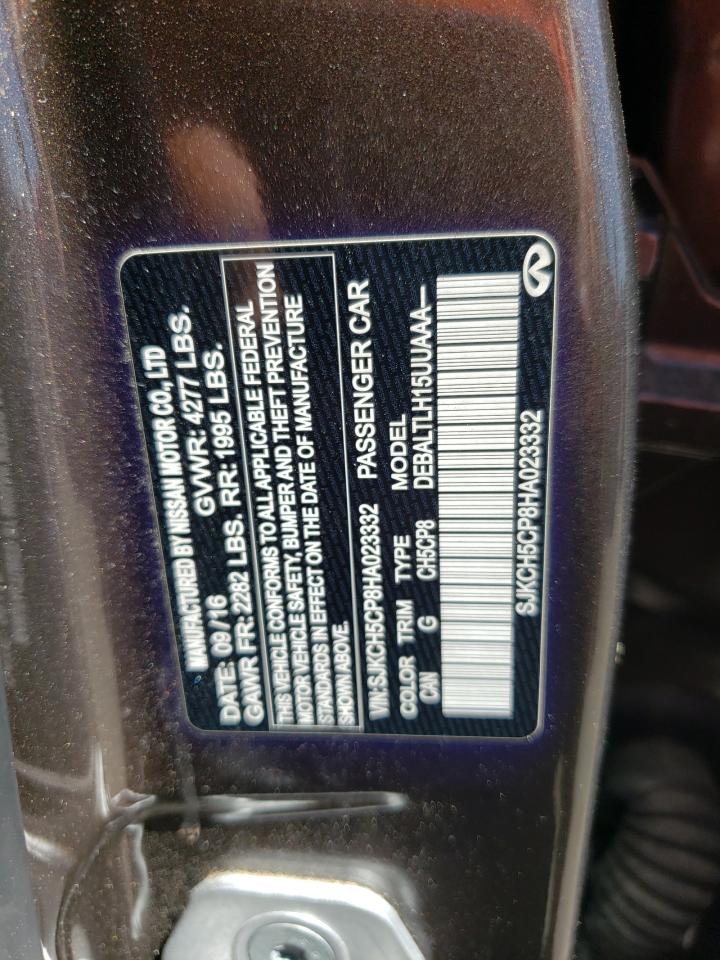 MANUFACTURED BY NISSAN MOTOR CO., LTD
DATE: 09/16 GVWR: 4277 LBS.
GAWR FR: 2282 LBS. RR: 1995 LBS.
THIS VEHICLE CONFORMS TO ALL APPLICABLE FEDERAL
MOTOR VEHICLE SAFETY, BUMPER AND THEFT PREVENTION
STANDARDS IN EFFECT ON THE DATE OF MANUFACTURE
SHOWN ABOVE.
VIN: SJKCH5CP8HA023332 PASSENGER CAR
COLOR TRIM TYPE MODEL
CAN G CH5CP8 DEBALTLH15UUAAA—
SJKCH5CP8HA023332